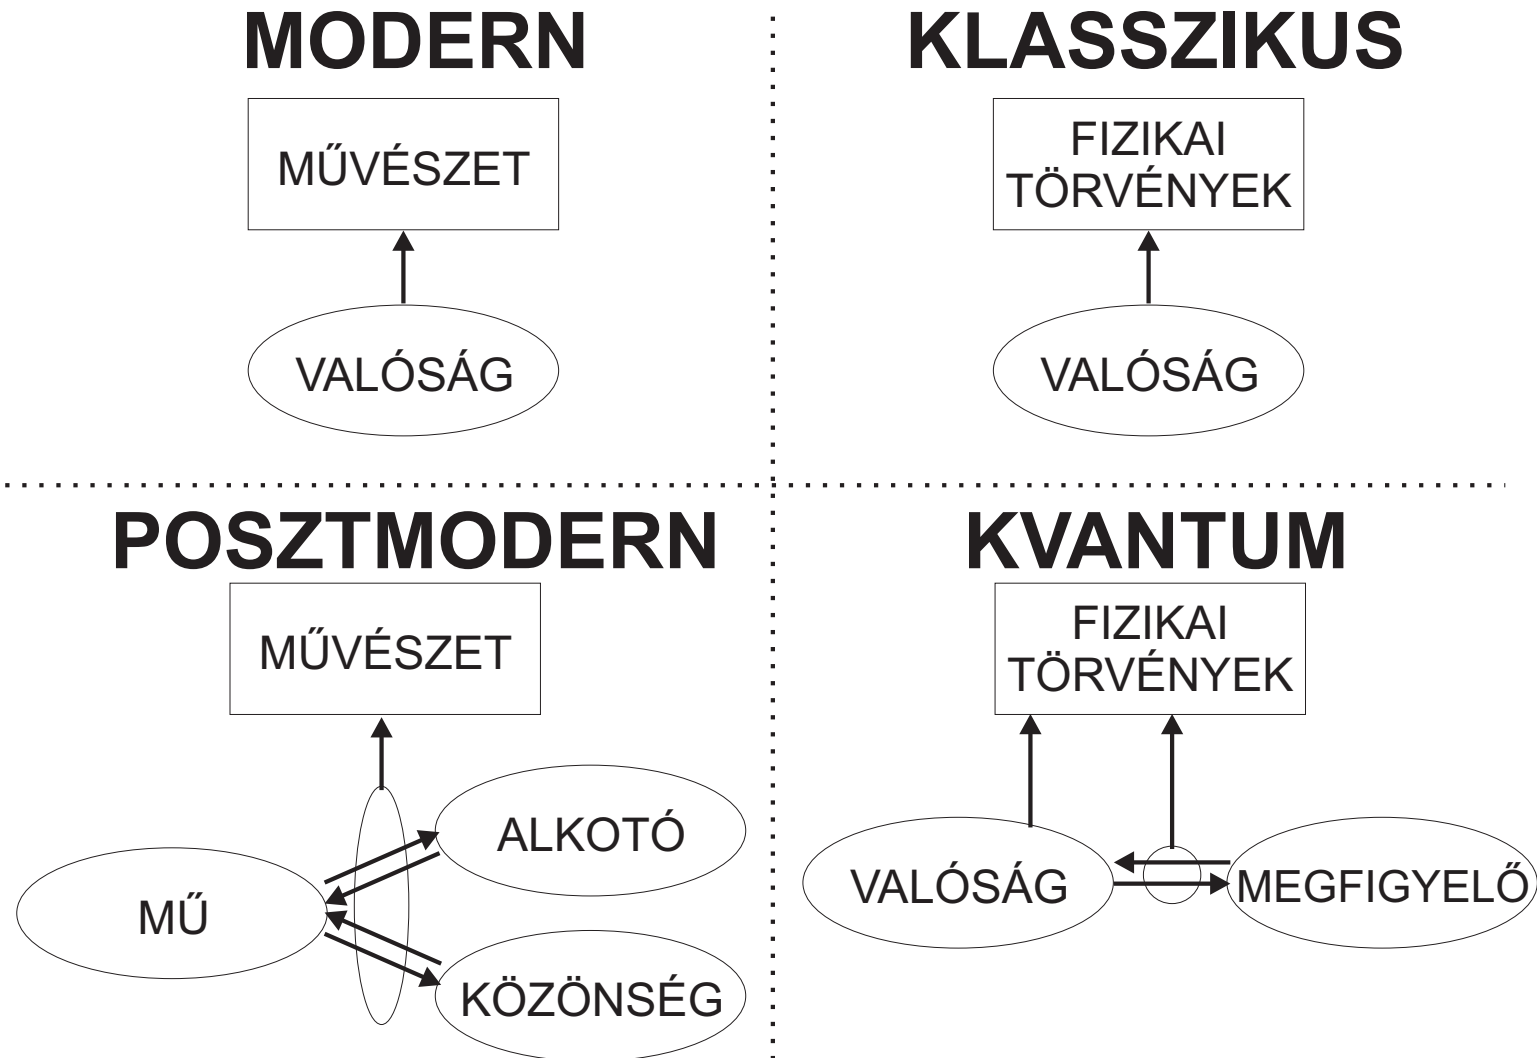 MODERN
MŰVÉSZET
VALÓSÁG
KLASSZIKUS
FIZIKAI
TÖRVÉNYEK
VALÓSÁG
POSZTMODERN
MŰVÉSZET
ALKOTÓ
MŰ
KÖZÖNSÉG
KVANTUM
FIZIKAI
TÖRVÉNYEK
VALÓSÁG
MEGFIGYELŐ